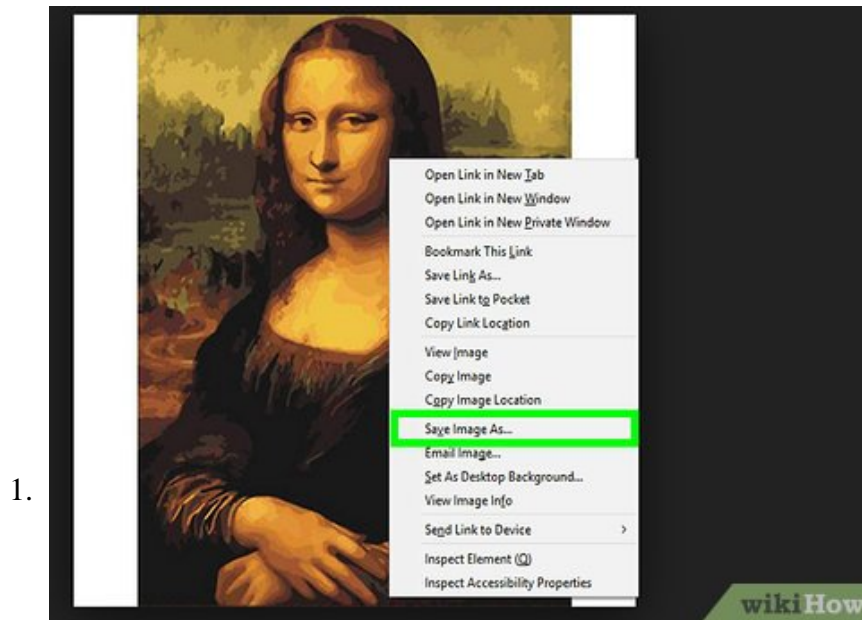 Open Link in New Tab
Open Link in New Window
Open Link in New Private Window
Bookmark This Link
Save Link As...
Save Link to Pocket
Copy Link Location
View Image
Copy Image
Copy Image Location
Save Image As...
Email Image...
Set As Desktop Background...
View Image Info
Send Link to Device >
Inspect Element (Q)
Inspect Accessibility Properties
1.
wikiHow